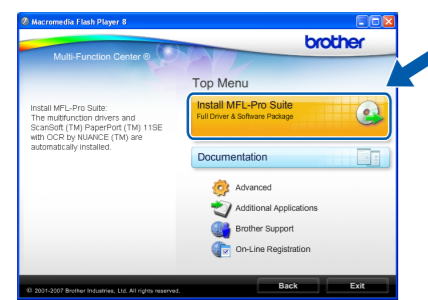 Macromedia Flash Player 8
brother
Multi-Function Center ®
Top Menu
Install MFL-Pro Suite:
The multifunction drivers and
ScanSoft (TM) PaperPort (TM) 11SE
with OCR by NUANCE (TM) are
automatically installed.
Install MFL-Pro Suite
Full Driver & Software Package
Documentation
Advanced
Additional Applications
Brother Support
On-Line Registration
© 2001-2007 Brother Industries, Ltd. All rights reserved.
Back
Exit